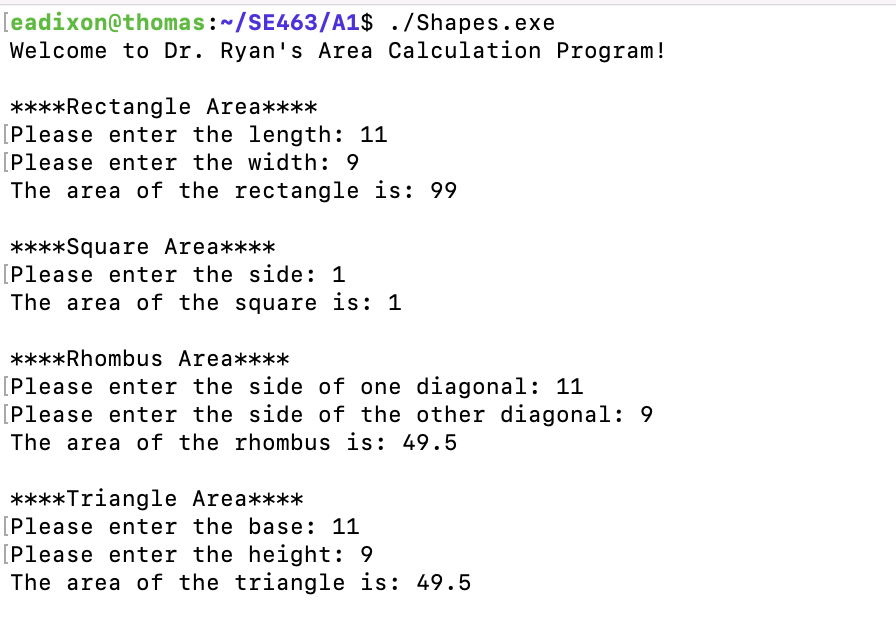 [eadixon@thomas:~/SE463/A1$ ./Shapes.exe
Welcome to Dr. Ryan's Area Calculation Program!
****Rectangle Area****
[Please enter the length: 11
[Please enter the width: 9
The area of the rectangle is: 99
****Square Area****
[Please enter the side: 1
The area of the square is: 1
****Rhombus Area****
[Please enter the side of one diagonal: 11
[Please enter the side of the other diagonal: 9
The area of the rhombus is: 49.5
****Triangle Area****
[Please enter the base: 11
[Please enter the height: 9
The area of the triangle is: 49.5